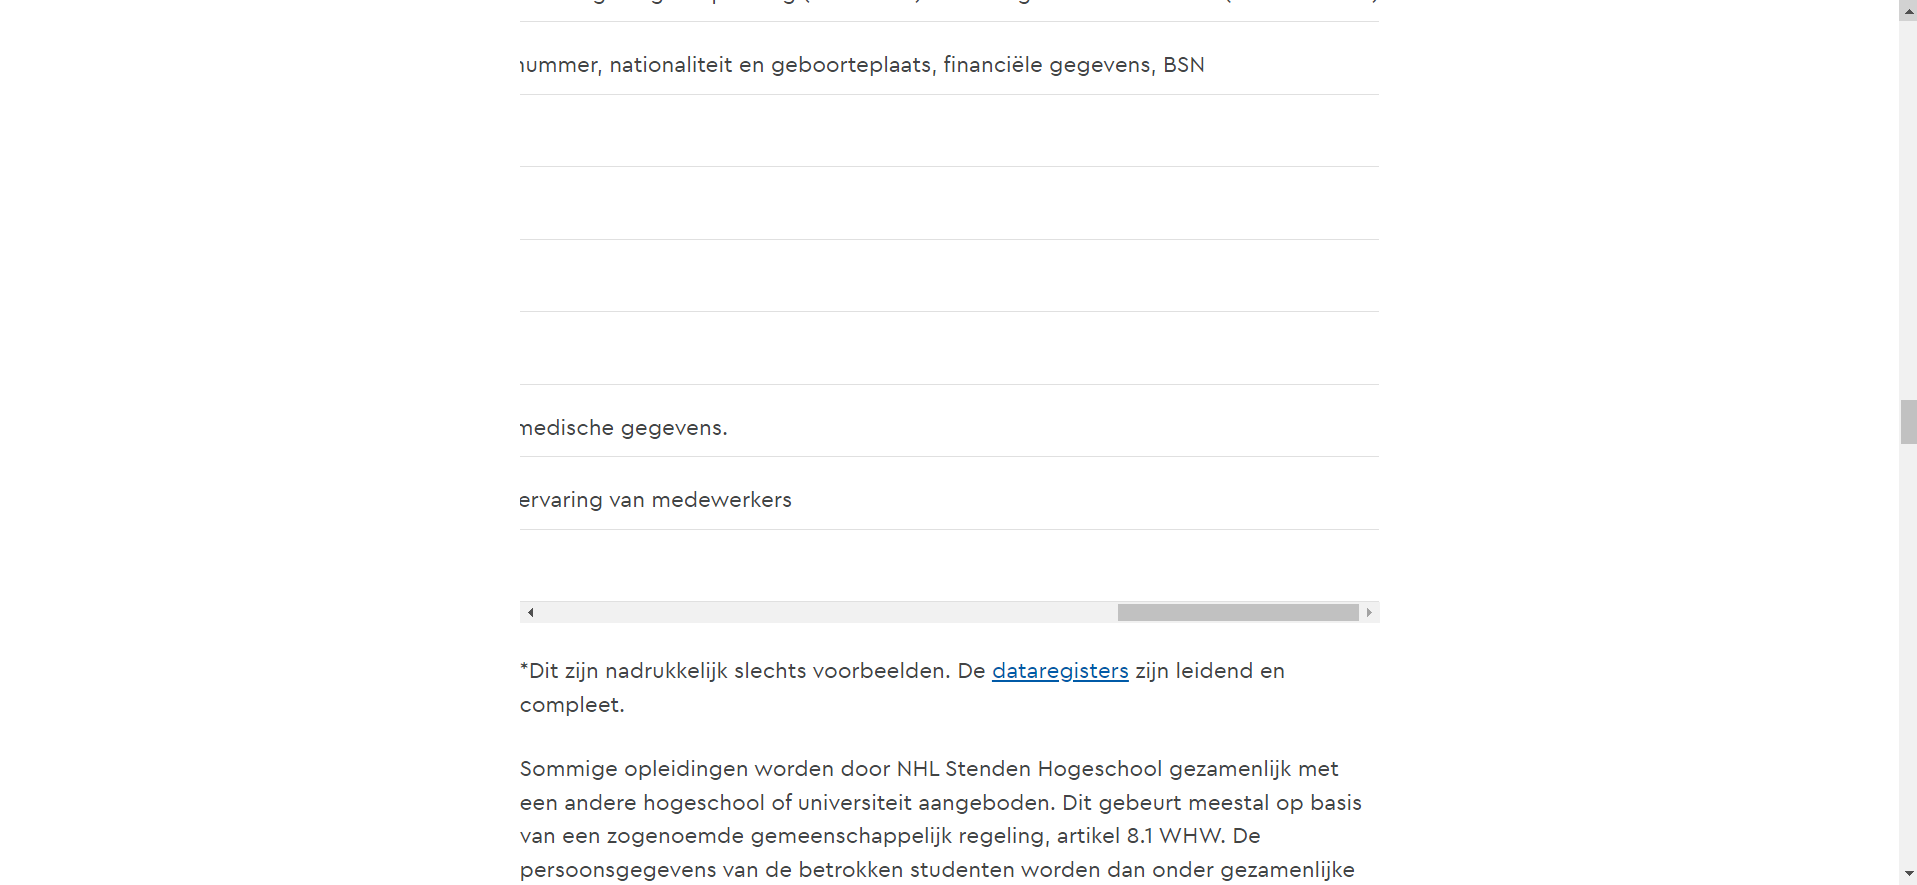 nummer, nationaliteit en geboorteplaats, financiële gegevens, BSN
medische gegevens.
ervaring van medewerkers
*Dit zijn nadrukkelijk slechts voorbeelden. De dataregisters zijn leidend en
compleet.
Sommige opleidingen worden door NHL Stenden Hogeschool gezamenlijk met
een andere hogeschool of universiteit aangeboden. Dit gebeurt meestal op basis
van een zogenoemde gemeenschappelijk regeling, artikel 8.1 WHW. De
persoonsgegevens van de betrokken studenten worden dan onder gezamenlijke